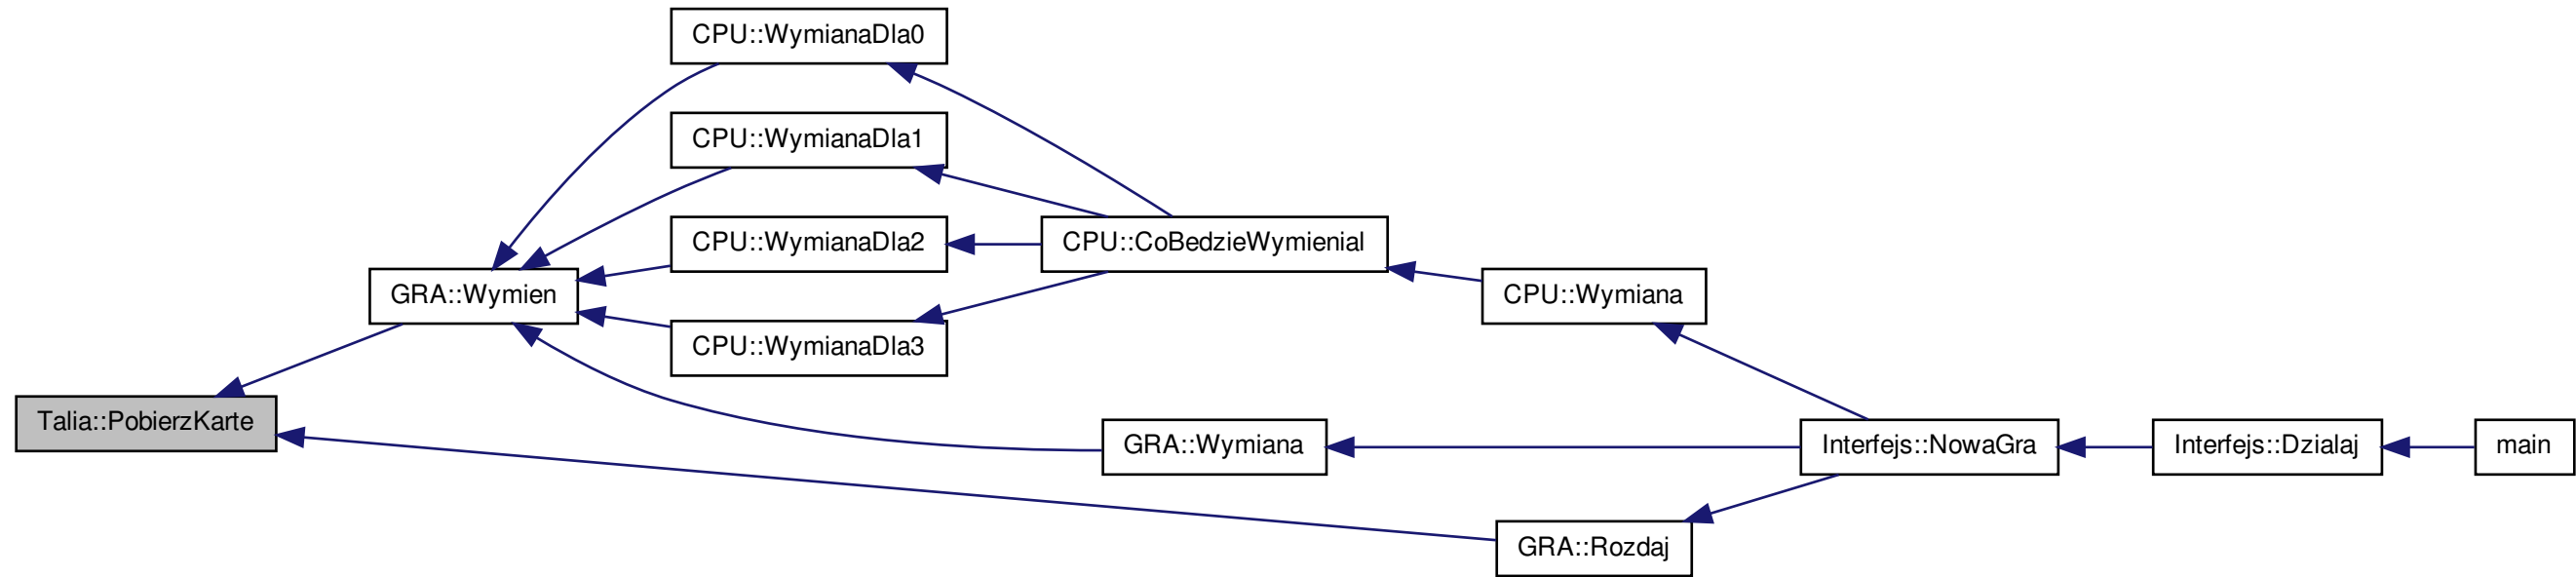 CPU::WymianaDla0
CPU::WymianaDla1
CPU::WymianaDla2
CPU::CoBedzieWymienial
GRA::Wymien
CPU::Wymiana
CPU::WymianaDla3
Talia::PobierzKarte
GRA::Wymiana
Interfejs::NowaGra
Interfejs::Dzialaj
main
GRA::Rozdaj